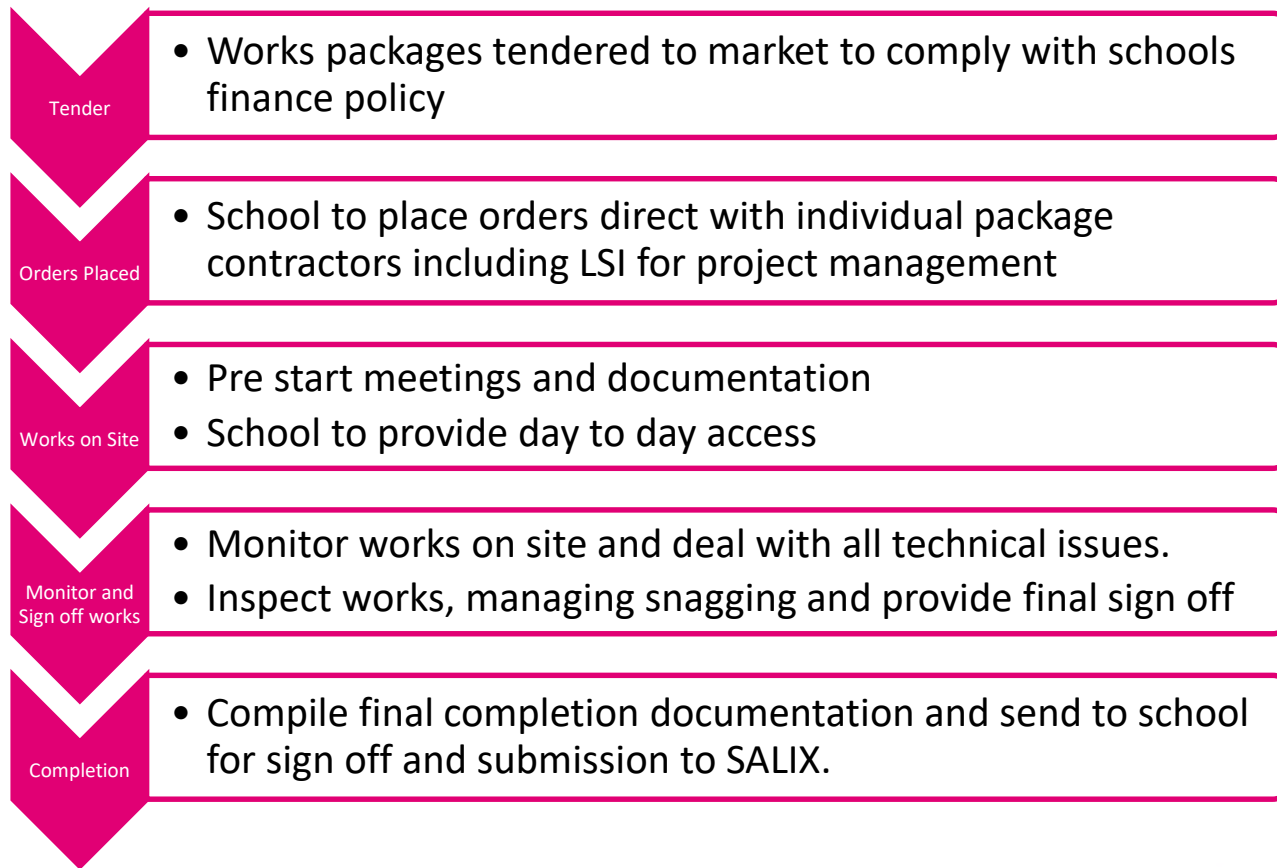 Tender
• Works packages tendered to market to comply with schools
finance policy
Orders Placed
• School to place orders direct with individual package
contractors including LSI for project management
Works on Site
• Pre start meetings and documentation
• School to provide day to day access
Monitor and
Sign off works
• Monitor works on site and deal with all technical issues.
• Inspect works, managing snagging and provide final sign off
Completion
• Compile final completion documentation and send to school
for sign off and submission to SALIX.